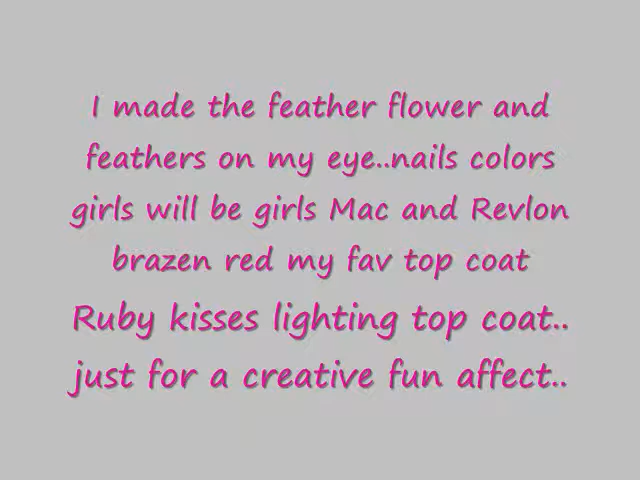 I made the feather flower and
feathers on my eye..nails colors
girls will be girls Mac and Revlon
brazen red my fav top coat
Ruby kisses lighting top coat..
just for a creative fun affect..